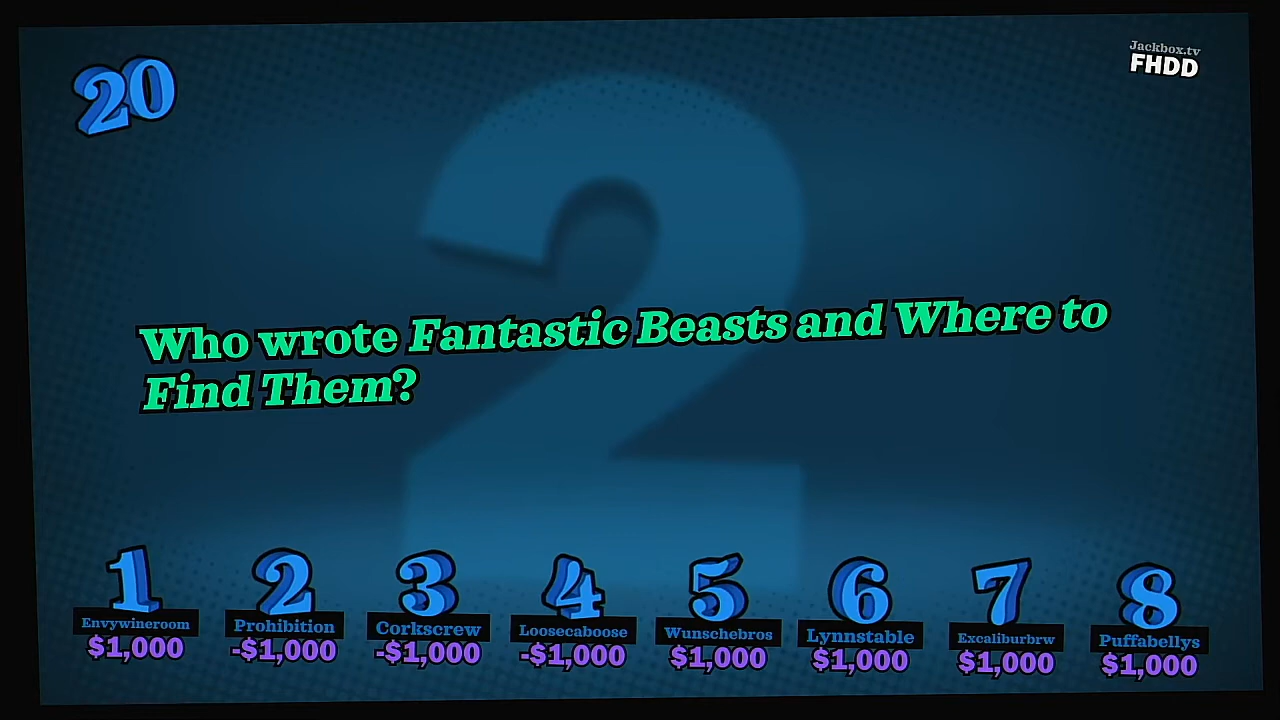 20
Jackbox.tv
FHDD
Who wrote Fantastic Beasts and Where to
Find Them?
1 2 3 4 5 6 7 8
Envywineroom Prohibition Corkscrew Loosecaboose Wunschebros Lynnstable Excaliburbrw Puffabellys
$1,000 -$1,000 -$1,000 -$1,000 $1,000 $1,000 $1,000 $1,000
2